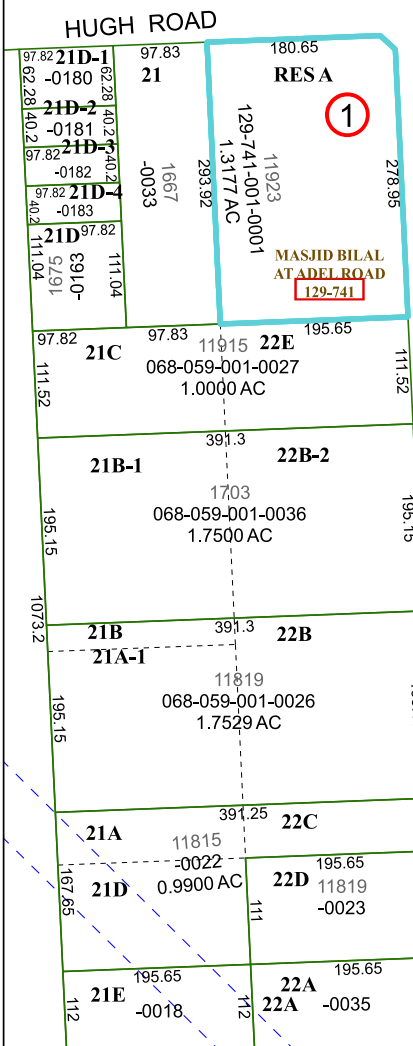 HUGH ROAD
97.82 21D-1
97.83
180.65
62.28
-0180
62.28
21
RES A
21D-2
40.2
-0181
40.2
1
21D-3
97.82
-0182
40.2
97.82 21D-4
40.2
-0183
21D 97.82
111.04
1675
-0163
111.04
-0033
1667
293.92
129-741-001-0001
1.3177 AC
11923
278.95
MASJID BILAL
AT ADEL ROAD
129-741
97.82
97.83
195.65
21C
11915
22E
068-059-001-0027
1.0000 AC
111.52
111.52
391.3
21B-1
22B-2
1703
068-059-001-0036
1.7500 AC
195.15
195.15
1073.2
21B
391.3
22B
21A-1
11819
068-059-001-0026
1.7529 AC
195.15
391.25
21A
22C
11815
-0022
0.9900 AC
167.65
21D
195.65
22D
11819
-0023
111
195.65
195.65
21E
-0018
22A
22A
-0035
112
112